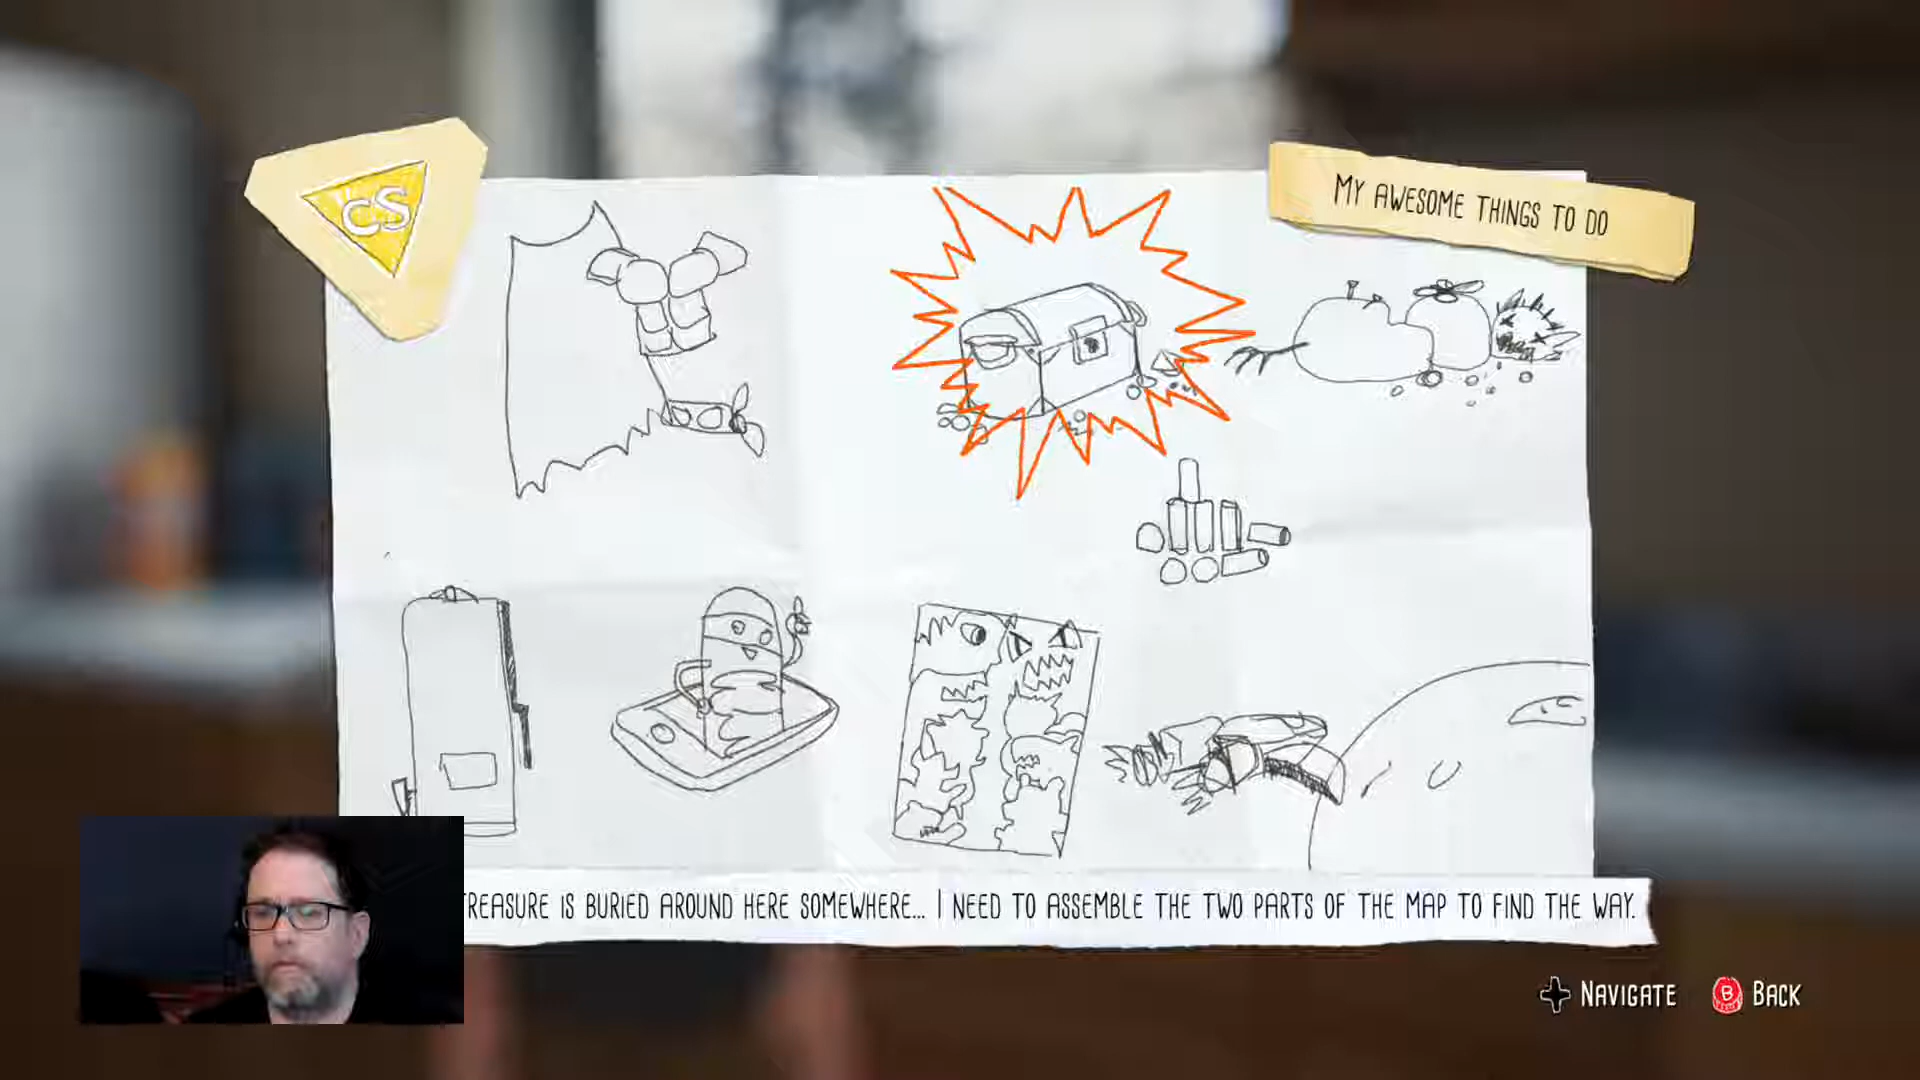 CS
MY AWESOME THINGS TO DO
TREASURE IS BURIED AROUND HERE SOMEWHERE... I NEED TO ASSEMBLE THE TWO PARTS OF THE MAP TO FIND THE WAY.
NAVIGATE
B BACK